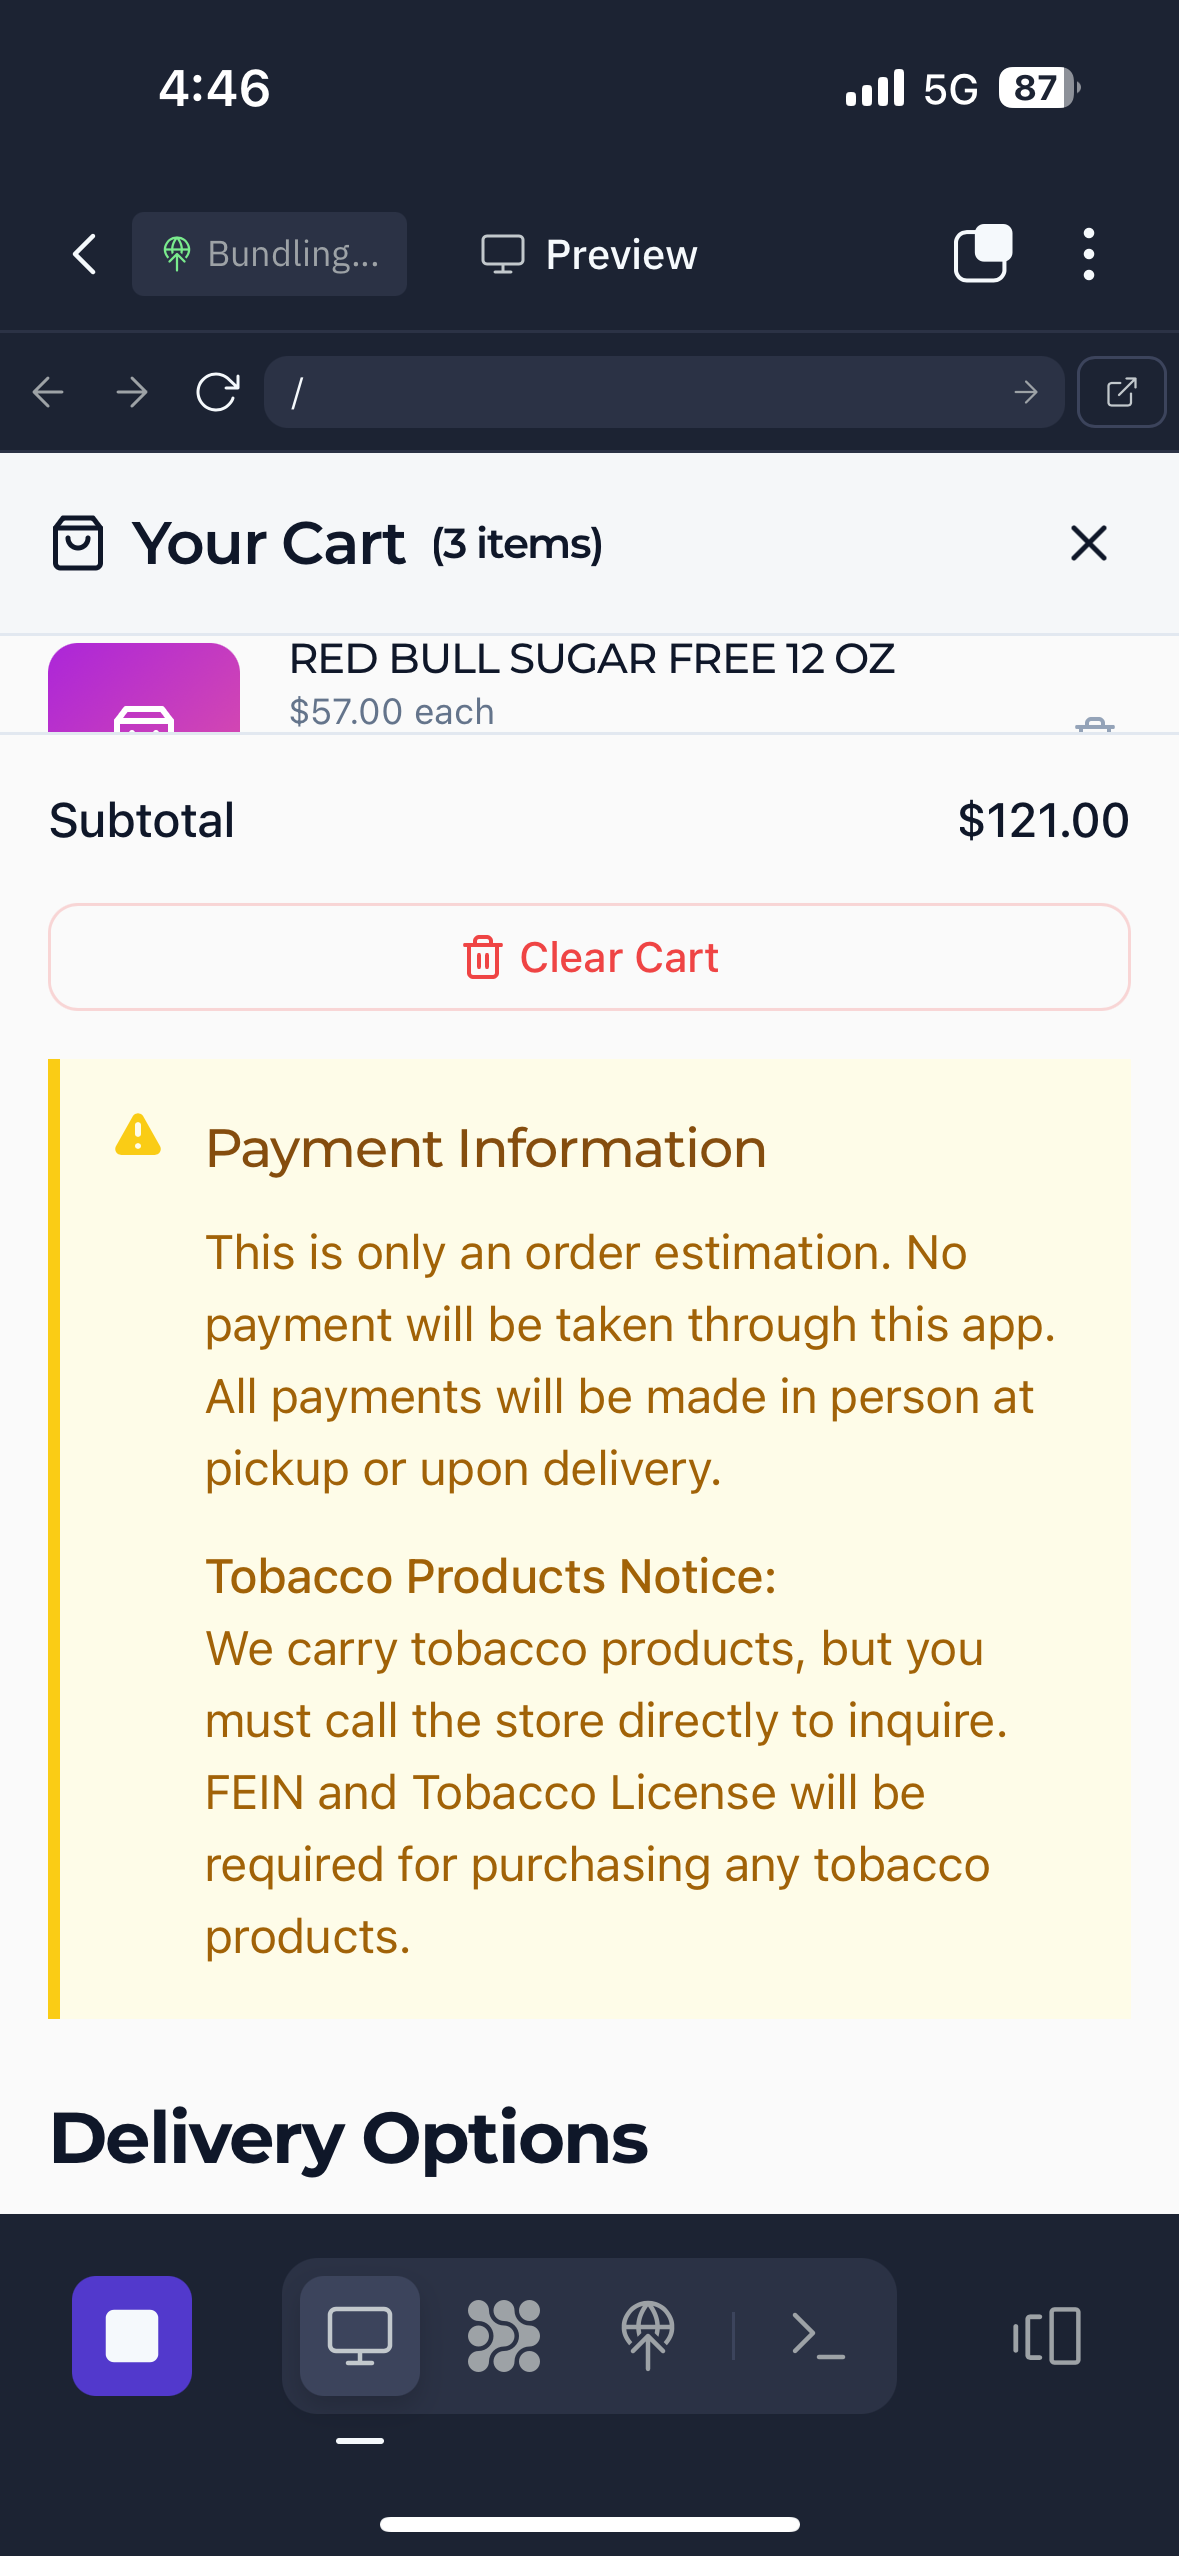 4:46
5G
87
Bundling...
Preview
/
Your Cart (3 items)
RED BULL SUGAR FREE 12 OZ
$57.00 each
Subtotal
$121.00
Clear Cart
Payment Information
This is only an order estimation. No
payment will be taken through this app.
All payments will be made in person at
pickup or upon delivery.
Tobacco Products Notice:
We carry tobacco products, but you
must call the store directly to inquire.
FEIN and Tobacco License will be
required for purchasing any tobacco
products.
Delivery Options